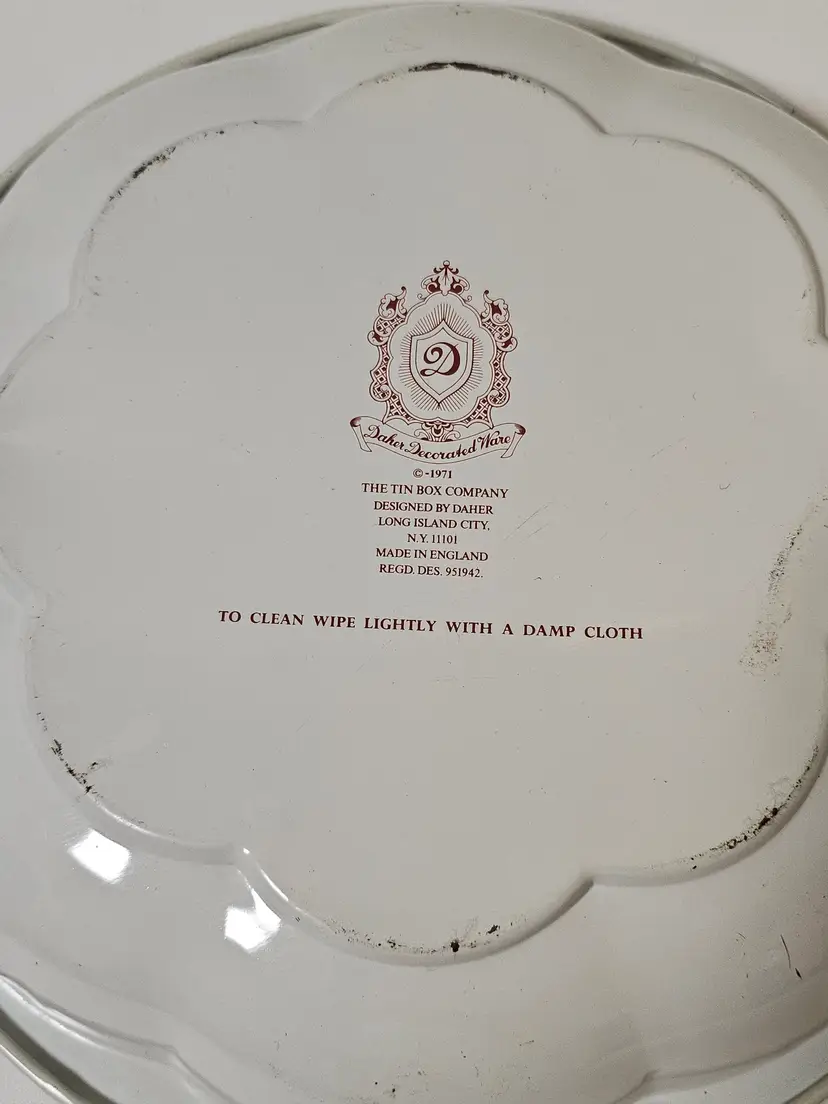 D
Daher Decorated Ware
©-1971
THE TIN BOX COMPANY
DESIGNED BY DAHER
LONG ISLAND CITY,
N.Y. 11101
MADE IN ENGLAND
REGD. DES. 951942.
TO CLEAN WIPE LIGHTLY WITH A DAMP CLOTH